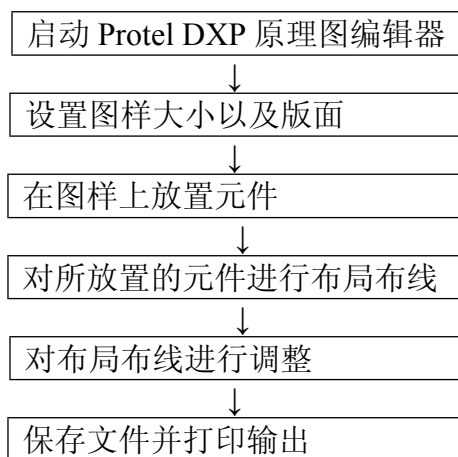 启动 Protel DXP 原理图编辑器
↓
设置图样大小以及版面
↓
在图样上放置元件
↓
对所放置的元件进行布局布线
↓
对布局布线进行调整
↓
保存文件并打印输出